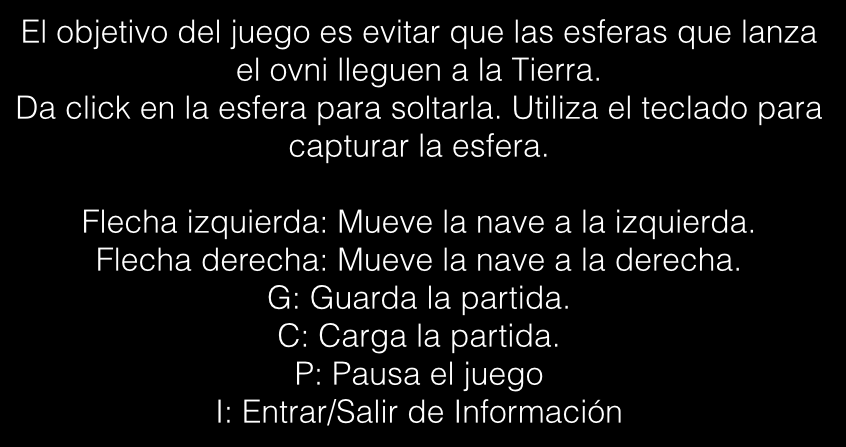 El objetivo del juego es evitar que las esferas que lanza
el ovni lleguen a la Tierra.
Da click en la esfera para soltarla. Utiliza el teclado para
capturar la esfera.
Flecha izquierda: Mueve la nave a la izquierda.
Flecha derecha: Mueve la nave a la derecha.
G: Guarda la partida.
C: Carga la partida.
P: Pausa el juego
I: Entrar/Salir de Información